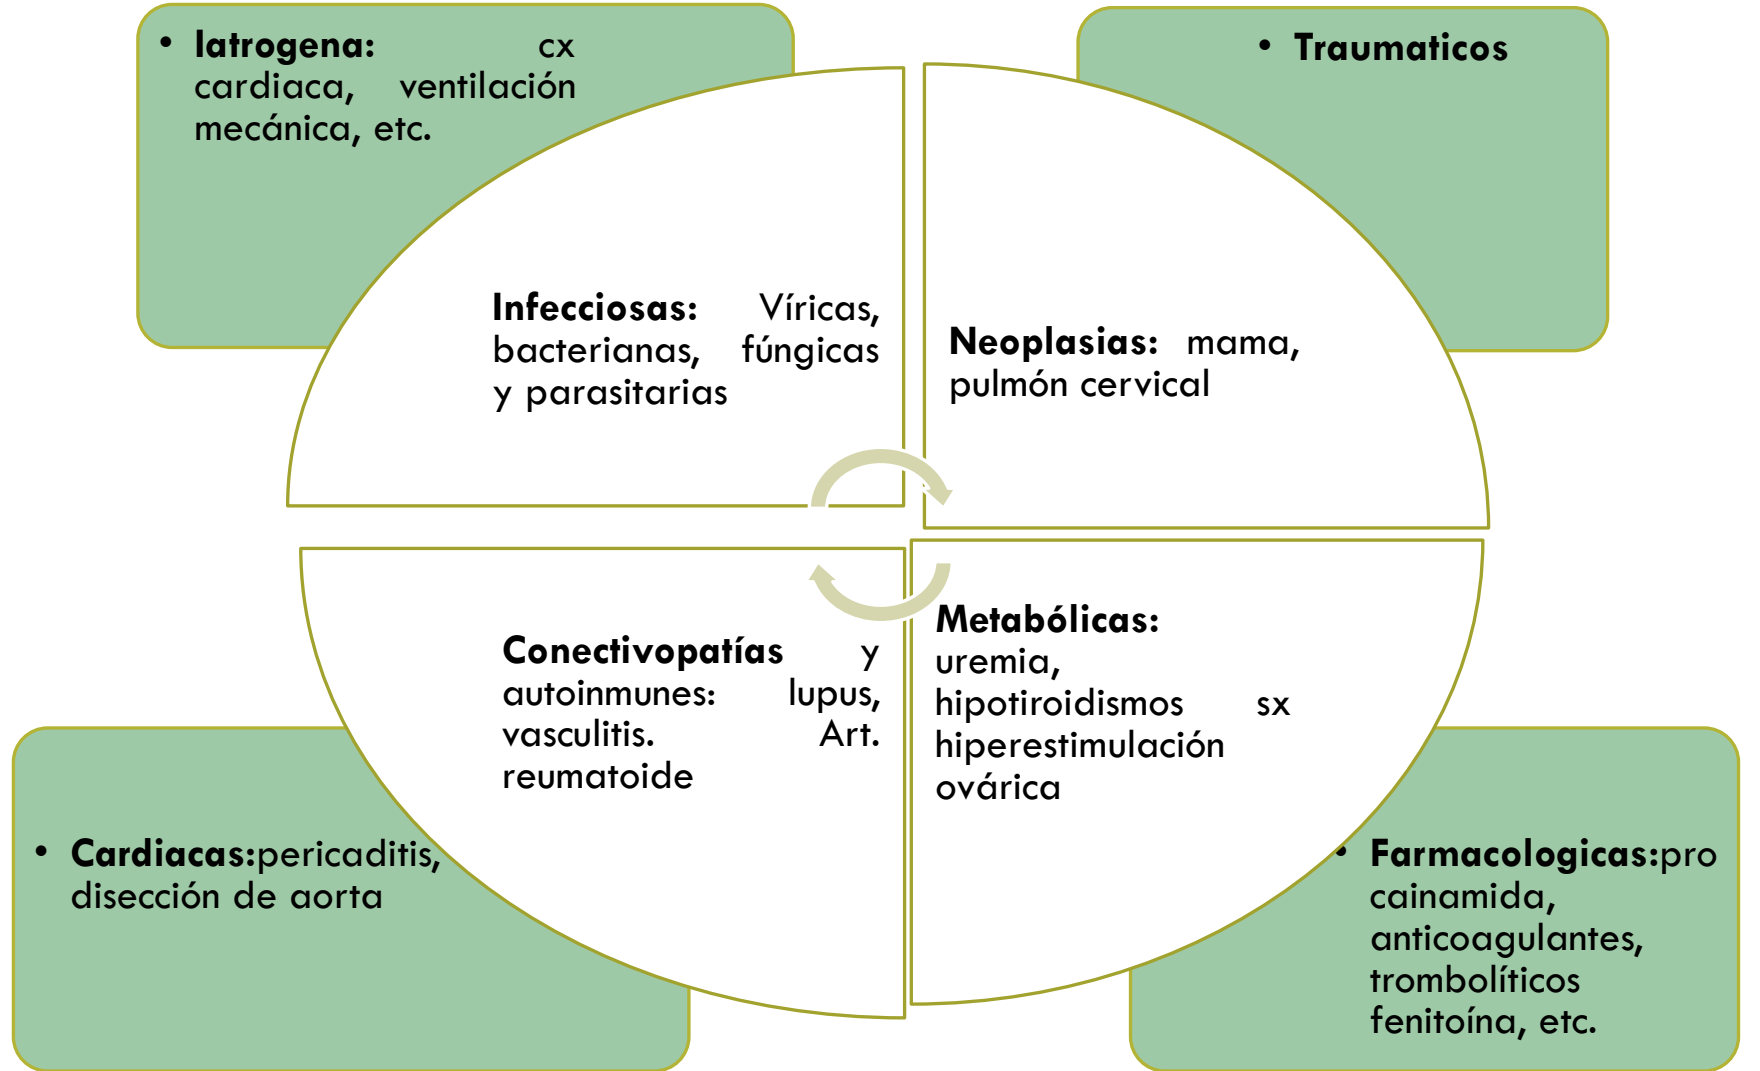 • Iatrogena: cx
cardiaca, ventilación
mecánica, etc.
• Traumaticos
Infecciosas: Víricas,
bacterianas, fúngicas
y parasitarias
Neoplasias: mama,
pulmón cervical
Conectivopatías y
autoinmunes: lupus,
vasculitis. Art.
reumatoide
Metabólicas:
uremia,
hipotiroidismos sx
hiperestimulación
ovárica
• Cardiacas:pericaditis,
disección de aorta
• Farmacologicas:pro
cainamida,
anticoagulantes,
trombolíticos
fenitoína, etc.